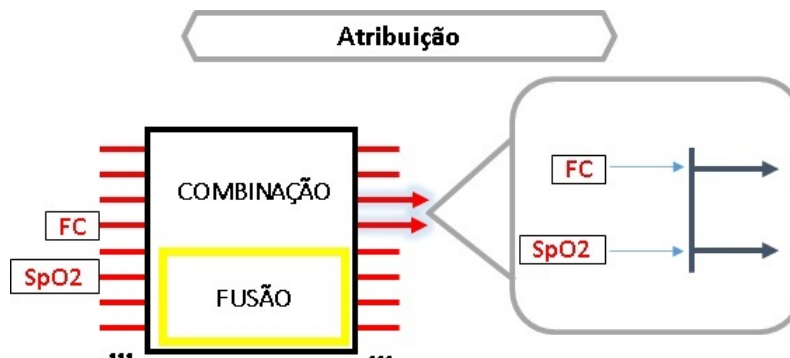 Atribuição
COMBINAÇÃO
FC
FUSÃO
SpO2
FC
SpO2